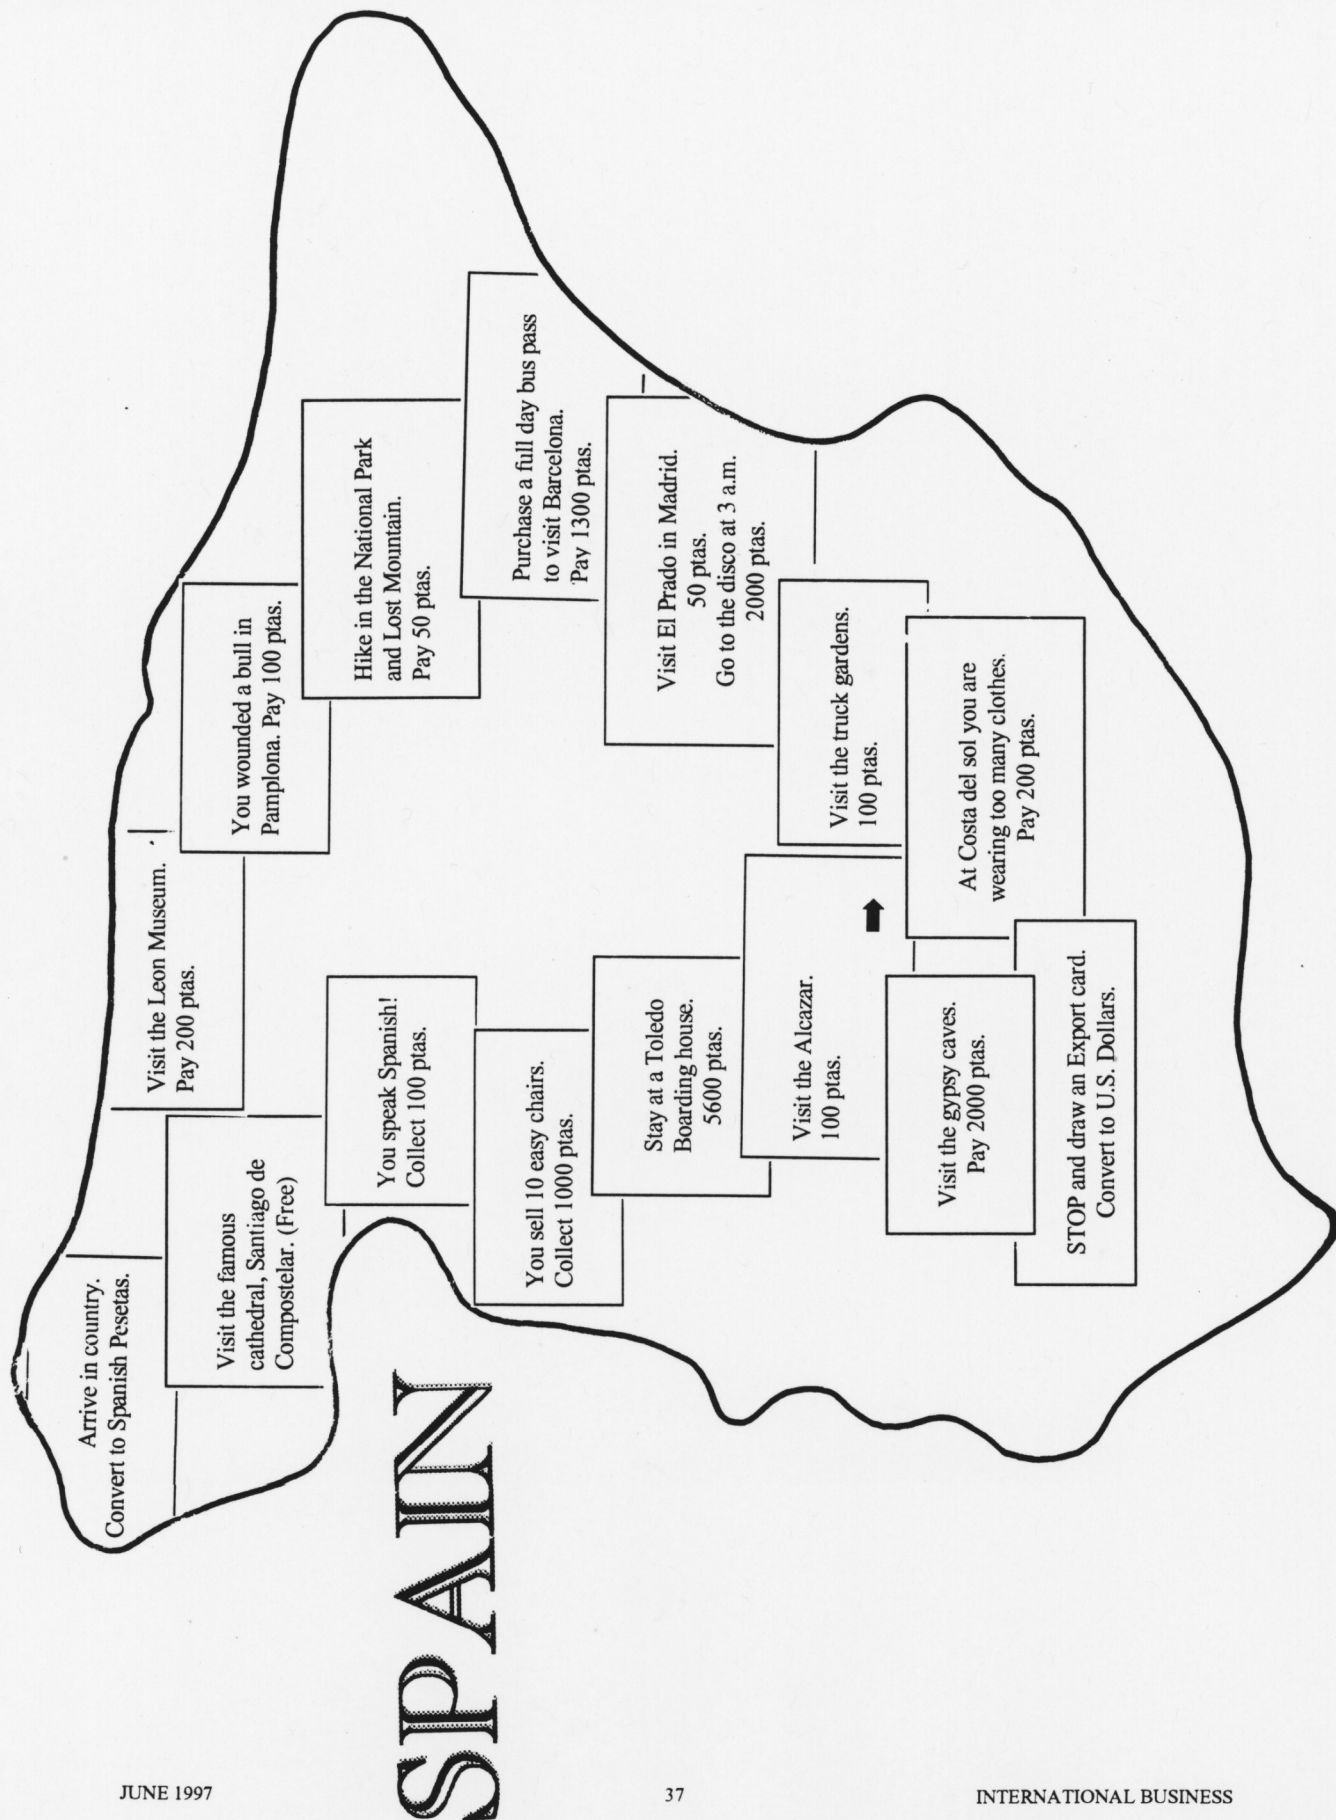 SPAIN
Arrive in country.
Convert to Spanish Pesetas.
Visit the famous
cathedral, Santiago de
Compostelar. (Free)
Visit the Leon Museum.
Pay 200 ptas.
You wounded a bull in
Pamplona. Pay 100 ptas.
Hike in the National Park
and Lost Mountain.
Pay 50 ptas.
Purchase a full day bus pass
to visit Barcelona.
Pay 1300 ptas.
Visit El Prado in Madrid.
50 ptas.
Go to the disco at 3 a.m.
2000 ptas.
Visit the truck gardens.
100 ptas.
You speak Spanish!
Collect 100 ptas.
You sell 10 easy chairs.
Collect 1000 ptas.
Stay at a Toledo
Boarding house.
5600 ptas.
Visit the Alcazar.
100 ptas.
Visit the gypsy caves.
Pay 2000 ptas.
At Costa del sol you are
wearing too many clothes.
Pay 200 ptas.
STOP and draw an Export card.
Convert to U.S. Dollars.
JUNE 1997
37
INTERNATIONAL BUSINESS